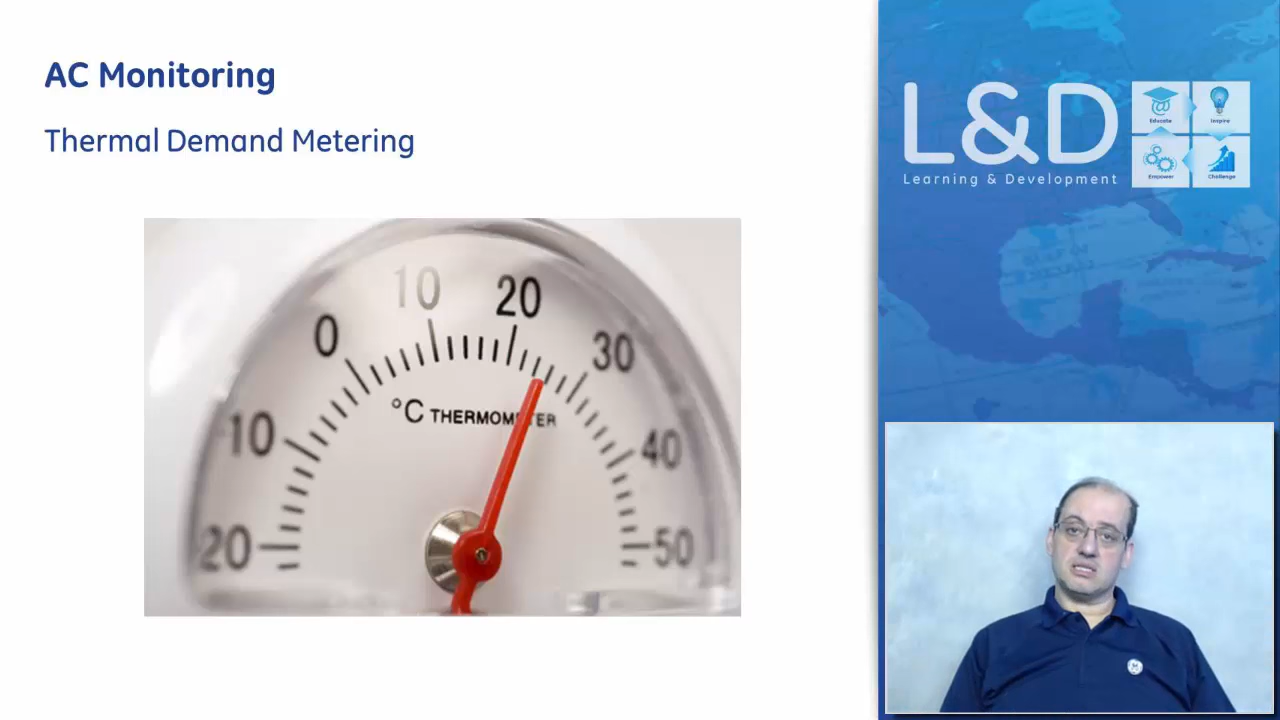 AC Monitoring
Thermal Demand Metering
10
20
0
30
°C THERMOMETER
10
40
20
50
L&D
Learning & Development
Educate
Inspire
Empower
Challenge